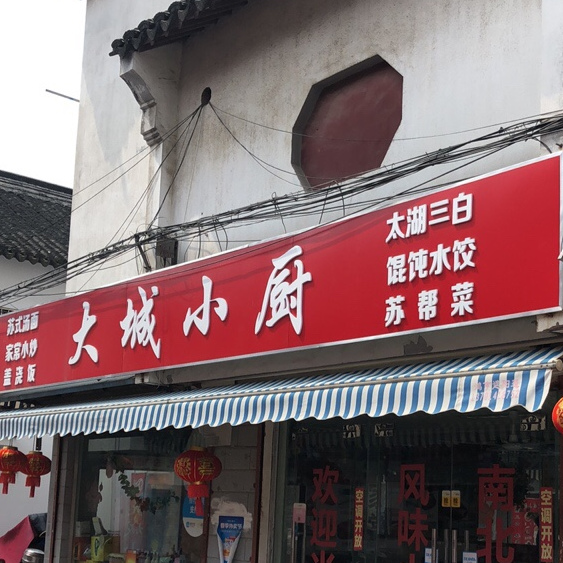 苏式汤面
家常小炒
盖浇饭
大城小厨
太湖三白
馄饨水饺
苏帮菜
欢迎
空调开放
风味
南北
空调开放